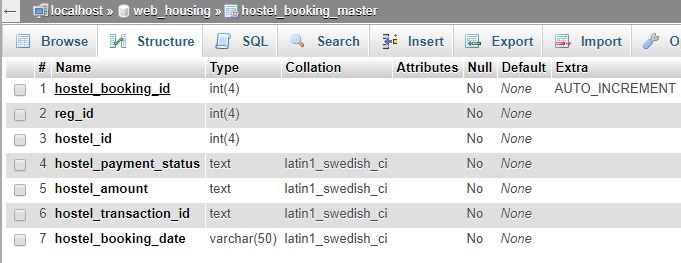 localhost » web_housing » hostel_booking_master
Browse Structure SQL Search Insert Export Import
# Name Type Collation Attributes Null Default Extra
1 hostel_booking_id int(4) No None AUTO_INCREMENT
2 reg_id int(4) No None
3 hostel_id int(4) No None
4 hostel_payment_status text latin1_swedish_ci No None
5 hostel_amount text latin1_swedish_ci No None
6 hostel_transaction_id text latin1_swedish_ci No None
7 hostel_booking_date varchar(50) latin1_swedish_ci No None